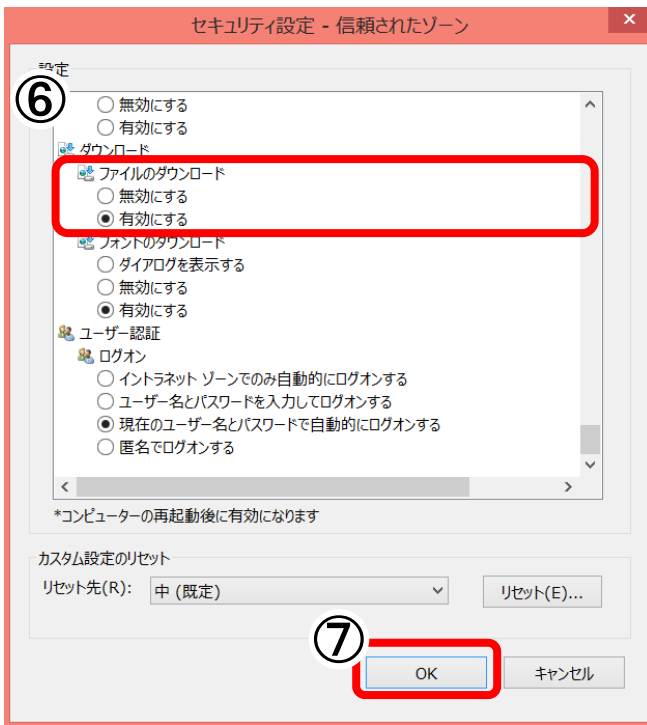 セキュリティ設定 - 信頼されたゾーン
×
設定
⑥
無効にする
有効にする
ダウンロード
ファイルのダウンロード
無効にする
有効にする
フォントのダウンロード
ダイアログを表示する
無効にする
有効にする
ユーザー認証
ログオン
イントラネット ゾーンでのみ自動的にログオンする
ユーザー名とパスワードを入力してログオンする
現在のユーザー名とパスワードで自動的にログオンする
匿名でログオンする
*コンピューターの再起動後に有効になります
カスタム設定のリセット
リセット先(R): 中 (既定) リセット(E)...
⑦
OK キャンセル